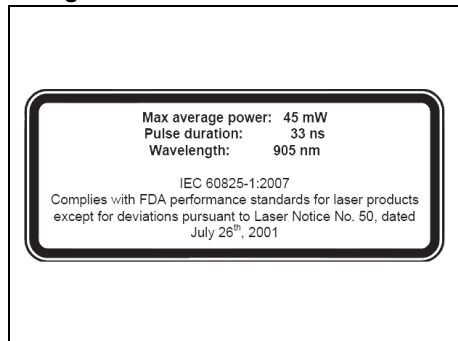 Max average power: 45 mW
Pulse duration: 33 ns
Wavelength: 905 nm
IEC 60825-1:2007
Complies with FDA performance standards for laser products
except for deviations pursuant to Laser Notice No. 50, dated
July 26th, 2001